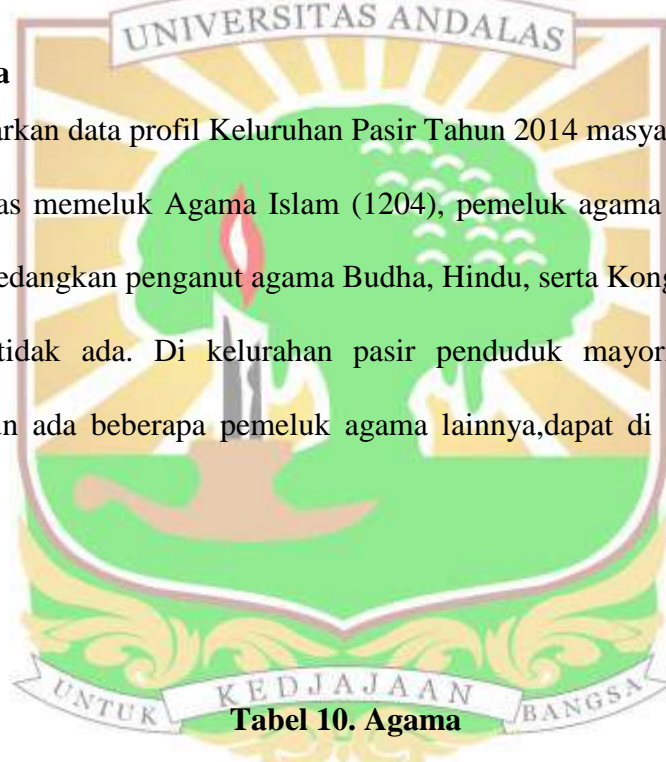 UNIVERSITAS ANDALAS
a
arkan data profil Keluruhan Pasir Tahun 2014 masya
as memeluk Agama Islam (1204), pemeluk agama
edangkan penganut agama Budha, Hindu, serta Kong
tidak ada. Di kelurahan pasir penduduk mayor
un ada beberapa pemeluk agama lainnya,dapat di
UNTUK KEDJAJAAN BANGSA
Tabel 10. Agama